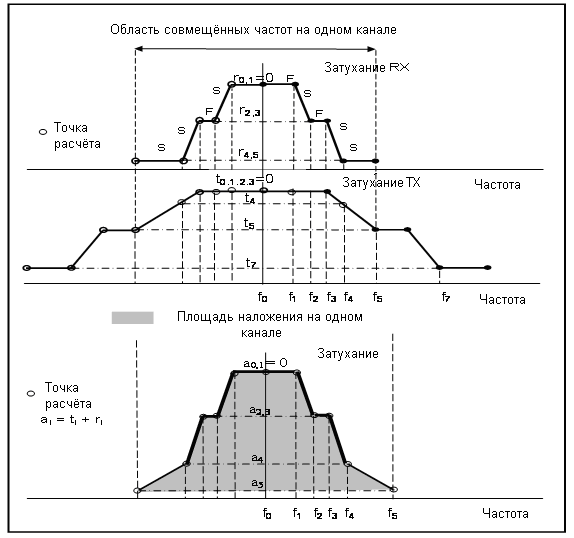 Область совмещённых частот на одном канале
Затухание RX
r0,1=0
F
S
S
F
S
r2,3
F
S
S
S
S
r4,5
Точка
расчёта
Частота
t0,1,2,3=0
Затухание TX
t4
t5
t7
f0 f1 f2 f3 f4 f5 f7 Частота
Площадь наложения на одном
канале
Затухание
a0,1= 0
Точка
расчёта
ai = ti + ri
a2,3
a4
a5
f0 f1 f2 f3 f4 f5 Частота